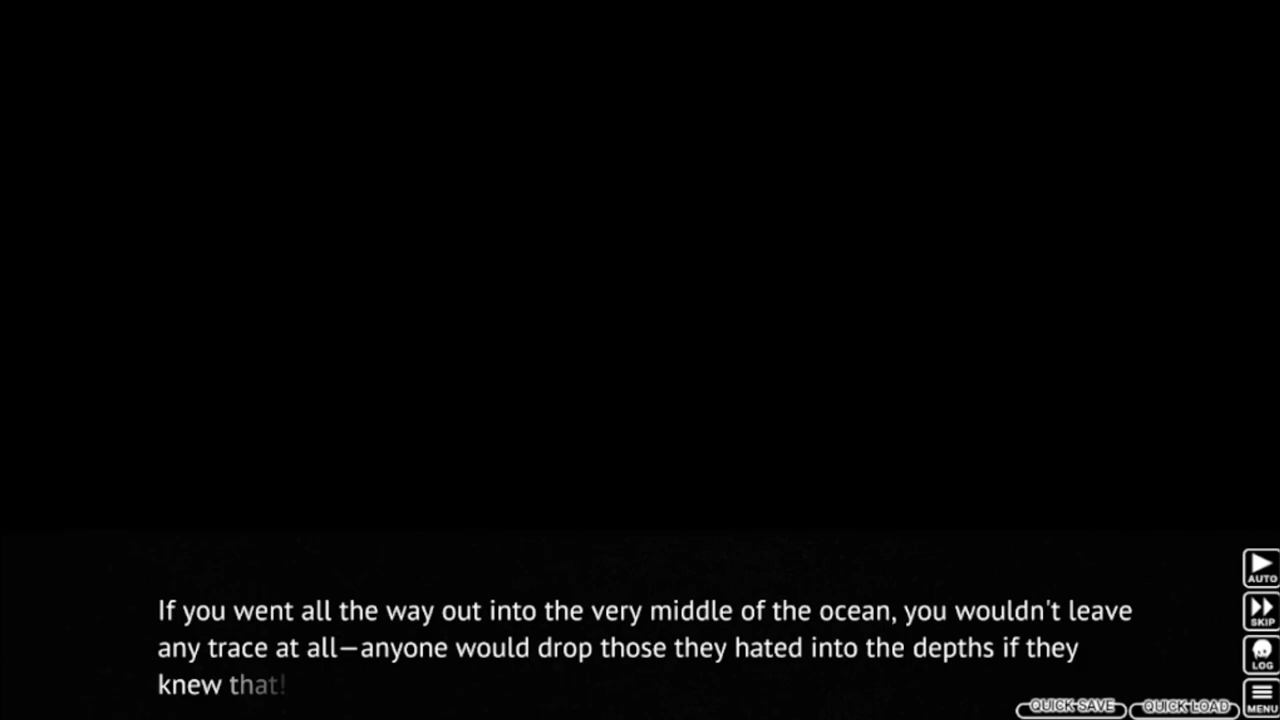 If you went all the way out into the very middle of the ocean, you wouldn't leave
any trace at all—anyone would drop those they hated into the depths if they
knew that!
AUTO
SKIP
LOG
MENU
QUICK SAVE QUICK LOAD